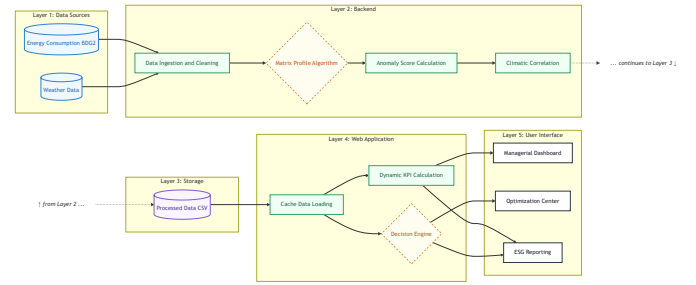 Layer 1: Data Sources
Energy Consumption BDG2
Weather Data
Layer 2: Backend
Data Ingestion and Cleaning
Matrix Profile Algorithm
Anomaly Score Calculation
Climatic Correlation
... continues to Layer 3 ↓
↑ from Layer 2 ...
Layer 3: Storage
Processed Data CSV
Layer 4: Web Application
Cache Data Loading
Dynamic KPI Calculation
Decision Engine
Layer 5: User Interface
Managerial Dashboard
Optimization Center
ESG Reporting